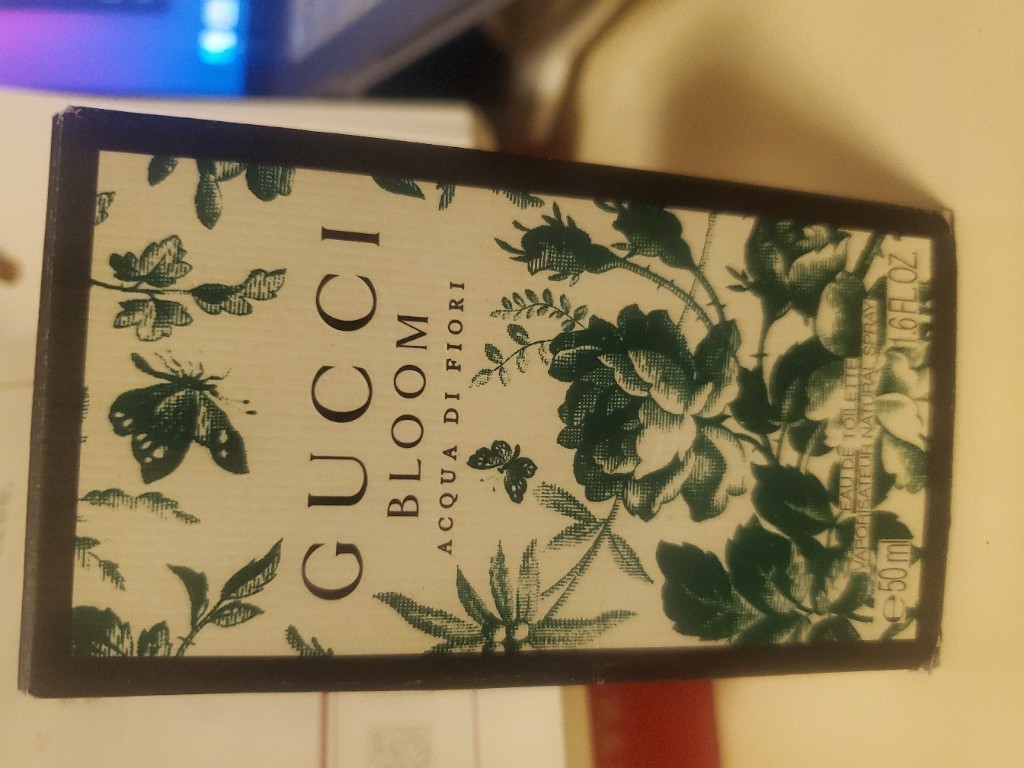 GUCCI
BLOOM
ACQUA DI FIORI
EAU DE TOILETTE
VAPORISATEUR NATURAL SPRAY
℮50ml 1.6FL.OZ.